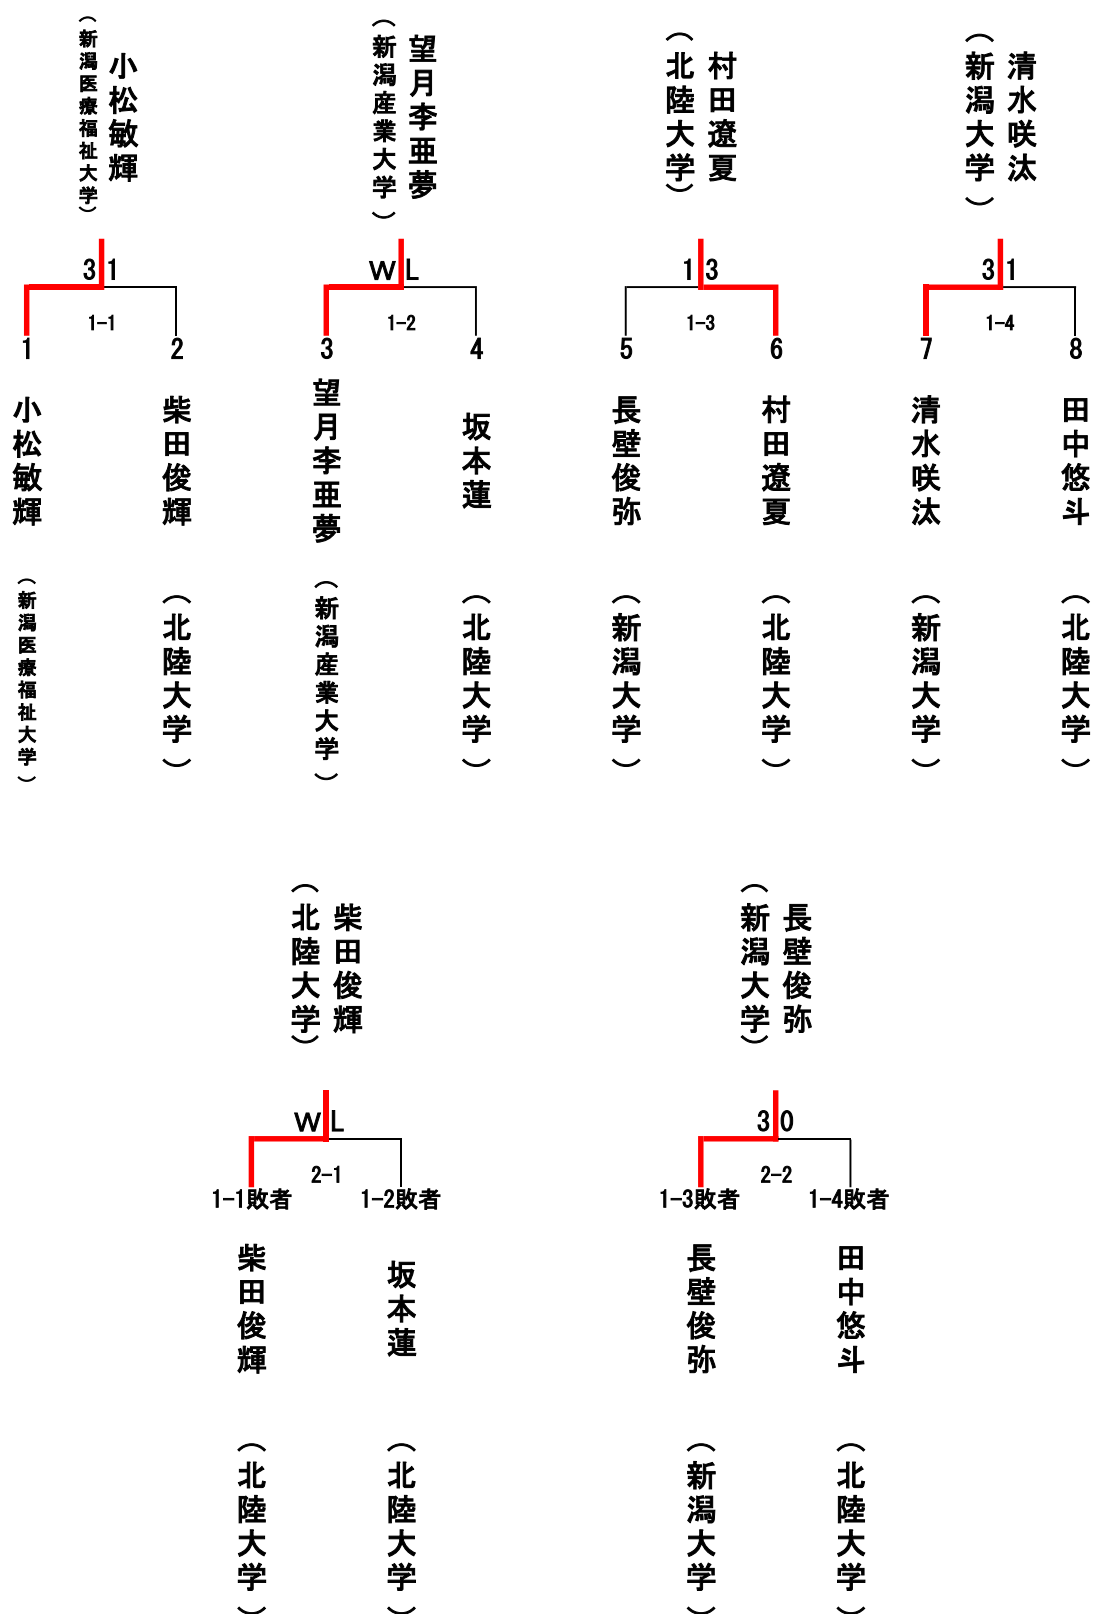 小松敏輝
（新潟医療福祉大学）
望月李亜夢
（新潟産業大学）
村田遼夏
（北陸大学）
清水咲汰
（新潟大学）
3 1
W L
1 3
3 1
1-1
1-2
1-3
1-4
1
2
3
4
5
6
7
8
小松敏輝
（新潟医療福祉大学）
柴田俊輝
（北陸大学）
望月李亜夢
（新潟産業大学）
坂本蓮
（北陸大学）
長壁俊弥
（新潟大学）
村田遼夏
（北陸大学）
清水咲汰
（新潟大学）
田中悠斗
（北陸大学）
柴田俊輝
（北陸大学）
長壁俊弥
（新潟大学）
W L
3 0
2-1
2-2
1-1敗者
1-2敗者
1-3敗者
1-4敗者
柴田俊輝
（北陸大学）
坂本蓮
（北陸大学）
長壁俊弥
（新潟大学）
田中悠斗
（北陸大学）